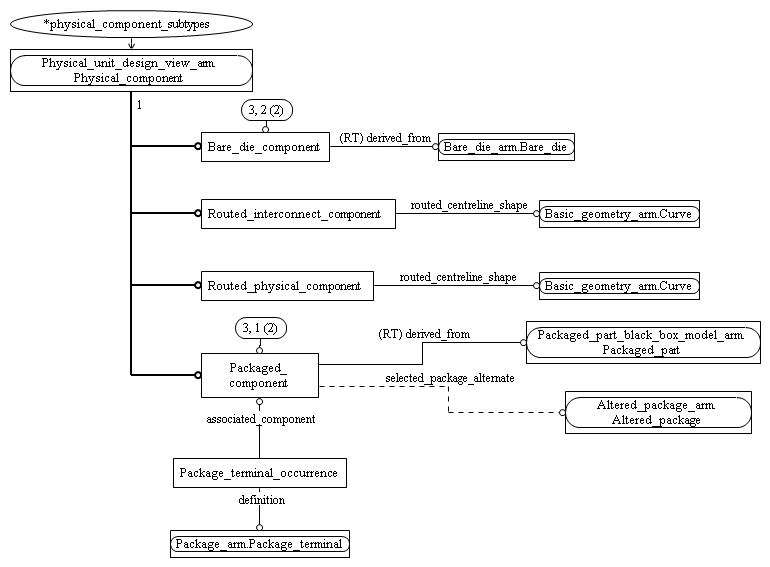 *physical_component_subtypes
Physical_unit_design_view_arm
Physical_component
1
3, 2 (2)
Bare_die_component
(RT) derived_from
Bare_die_arm.Bare_die
Routed_interconnect_component
routed_centreline_shape
Basic_geometry_arm.Curve
Routed_physical_component
routed_centreline_shape
Basic_geometry_arm.Curve
3, 1 (2)
Packaged_
component
(RT) derived_from
Packaged_part_black_box_model_arm
Packaged_part
selected_package_alternate
Altered_package_arm
Altered_package
associated_component
Package_terminal_occurrence
definition
Package_arm.Package_terminal